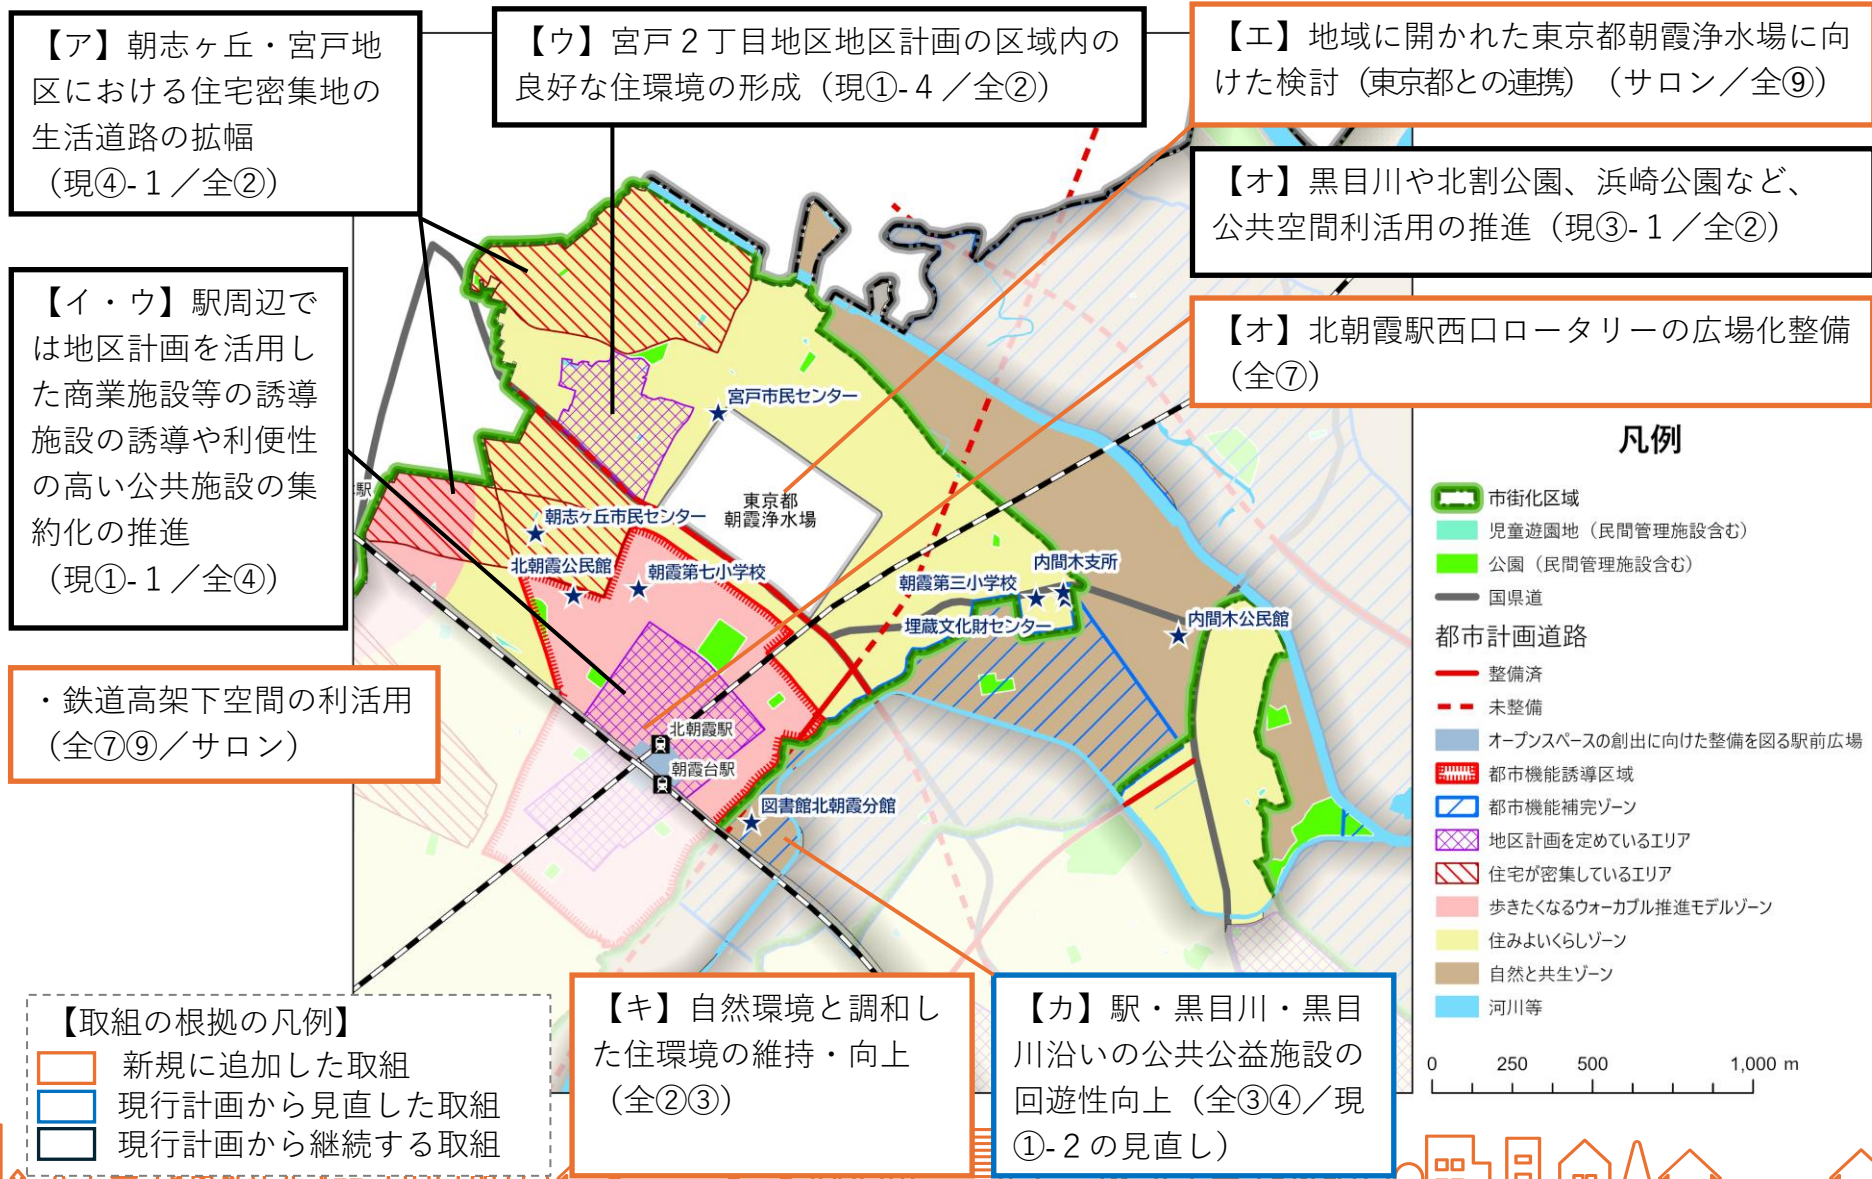 【ア】朝志ヶ丘・宮戸地
区における住宅密集地の
生活道路の拡幅
（現④-１／全②）
【ウ】宮戸２丁目地区地区計画の区域内の
良好な住環境の形成（現①-４／全②）
【エ】地域に開かれた東京都朝霞浄水場に向
けた検討（東京都との連携）（サロン／全⑨）
【オ】黒目川や北割公園、浜崎公園など、
公共空間利活用の推進（現③-１／全②）
【イ・ウ】駅周辺で
は地区計画を活用し
た商業施設等の誘導
施設の誘導や利便性
の高い公共施設の集
約化の推進
（現①-１／全④）
【オ】北朝霞駅西口ロータリーの広場化整備
（全⑦）
・鉄道高架下空間の利活用
（全⑦⑨／サロン）
宮戸市民センター
東京都
朝霞浄水場
駅
朝志ヶ丘市民センター
北朝霞公民館
朝霞第七小学校
朝霞第三小学校
内間木支所
埋蔵文化財センター
内間木公民館
北朝霞駅
朝霞台駅
図書館北朝霞分館
凡例
市街化区域
児童遊園地（民間管理施設含む）
公園（民間管理施設含む）
国県道
都市計画道路
整備済
未整備
オープンスペースの創出に向けた整備を図る駅前広場
都市機能誘導区域
都市機能補完ゾーン
地区計画を定めているエリア
住宅が密集しているエリア
歩きたくなるウォーカブル推進モデルゾーン
住みよいくらしゾーン
自然と共生ゾーン
河川等
0 250 500 1,000 m
【取組の根拠の凡例】
新規に追加した取組
現行計画から見直した取組
現行計画から継続する取組
【キ】自然環境と調和し
た住環境の維持・向上
（全②③）
【カ】駅・黒目川・黒目
川沿いの公共公益施設の
回遊性向上（全③④／現
①-２の見直し）